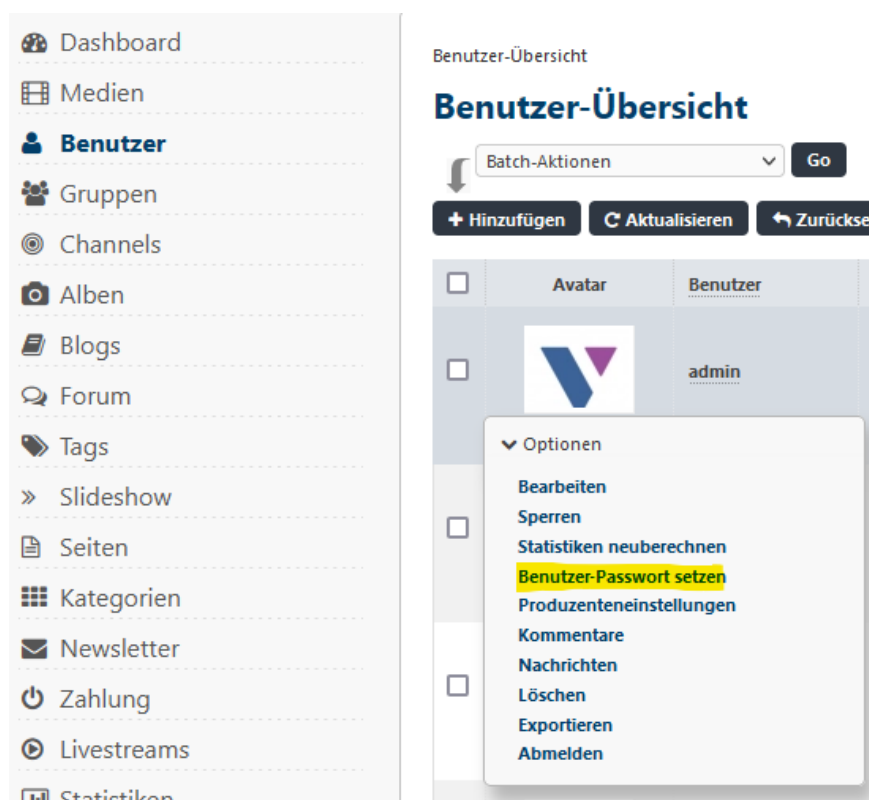 Dashboard
Medien
Benutzer
Gruppen
Channels
Alben
Blogs
Forum
Tags
Slideshow
Seiten
Kategorien
Newsletter
Zahlung
Livestreams
Statistiken
Benutzer-Übersicht
Benutzer-Übersicht
Batch-Aktionen Go
Hinzufügen Aktualisieren Zurückse
Avatar Benutzer
admin
Optionen
Bearbeiten
Sperren
Statistiken neuberechnen
Benutzer-Passwort setzen
Produzenteneinstellungen
Kommentare
Nachrichten
Löschen
Exportieren
Abmelden